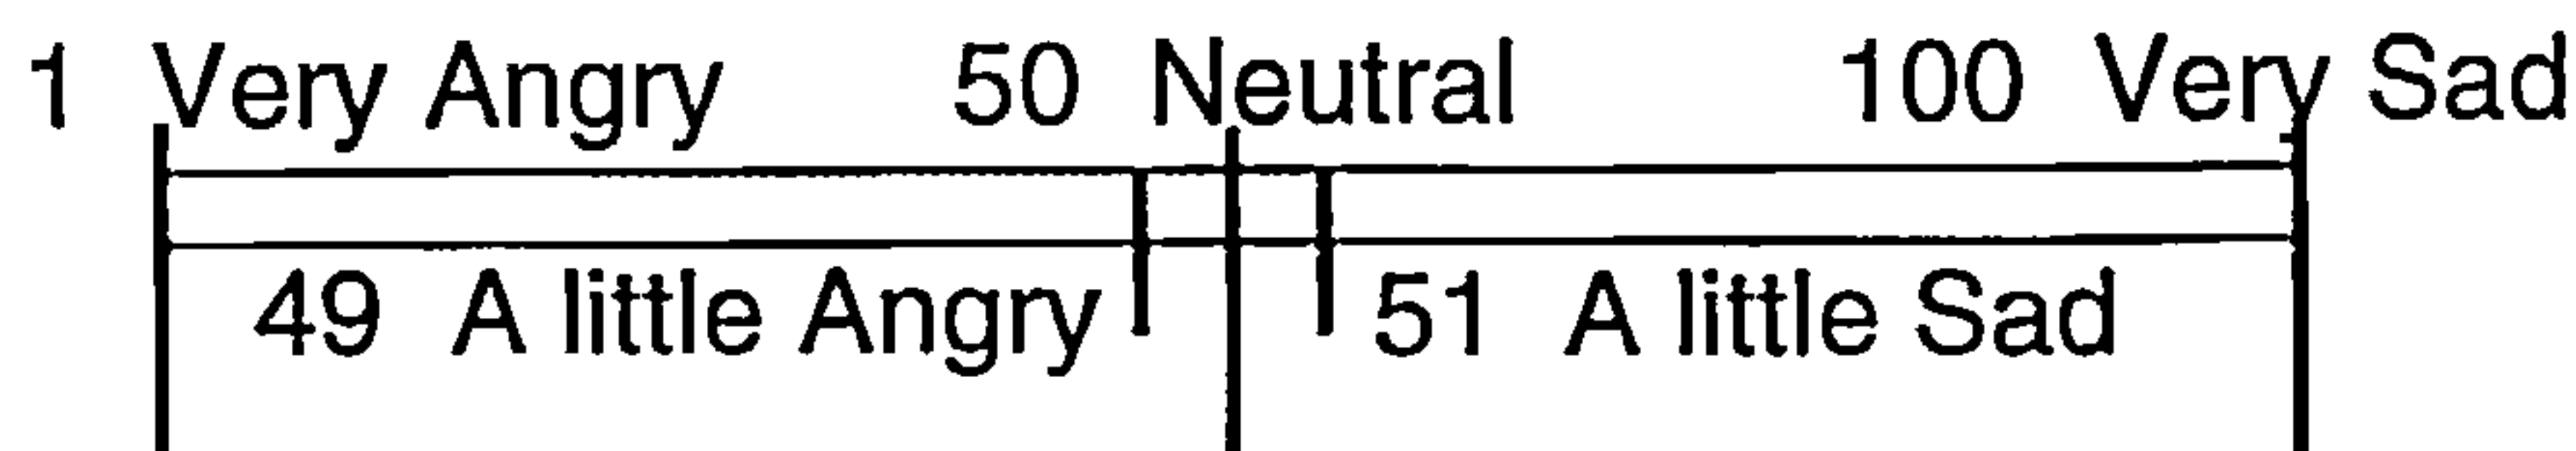 1 Very Angry 50 Neutral 100 Very Sad
49 A little Angry 51 A little Sad